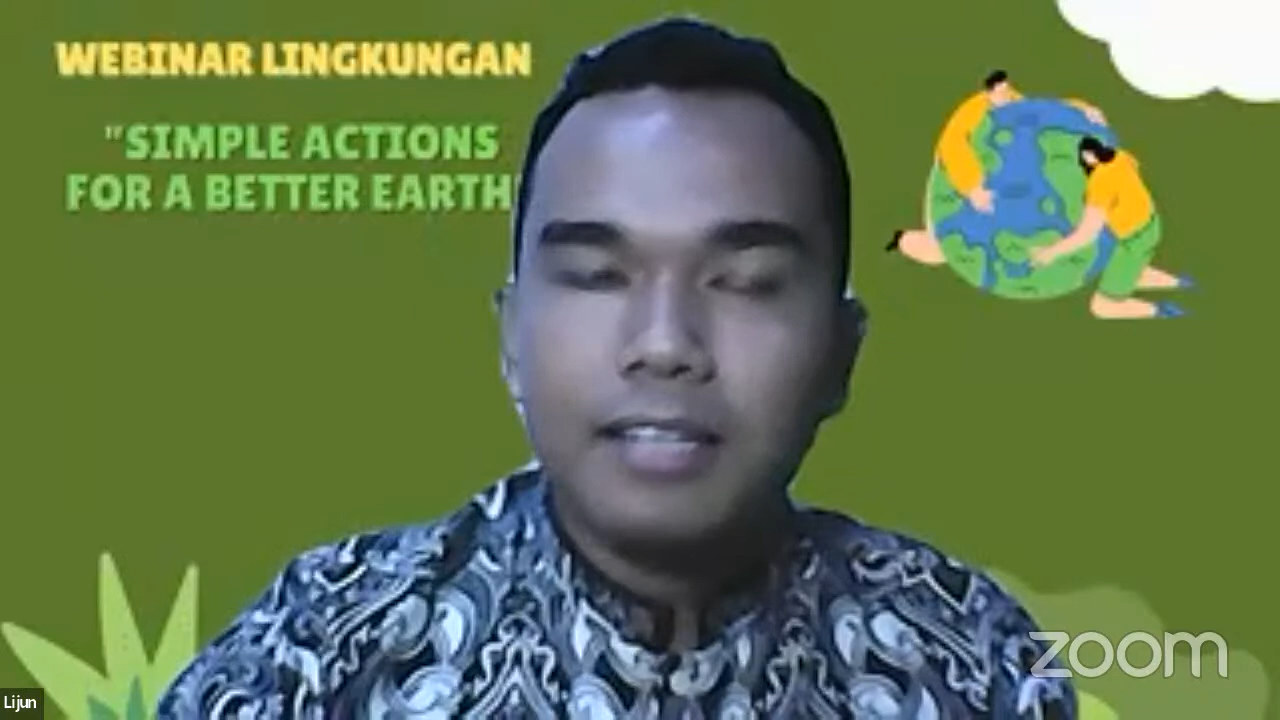 WEBINAR LINGKUNGAN
"SIMPLE ACTIONS
FOR A BETTER EARTH
zoom
Lijun